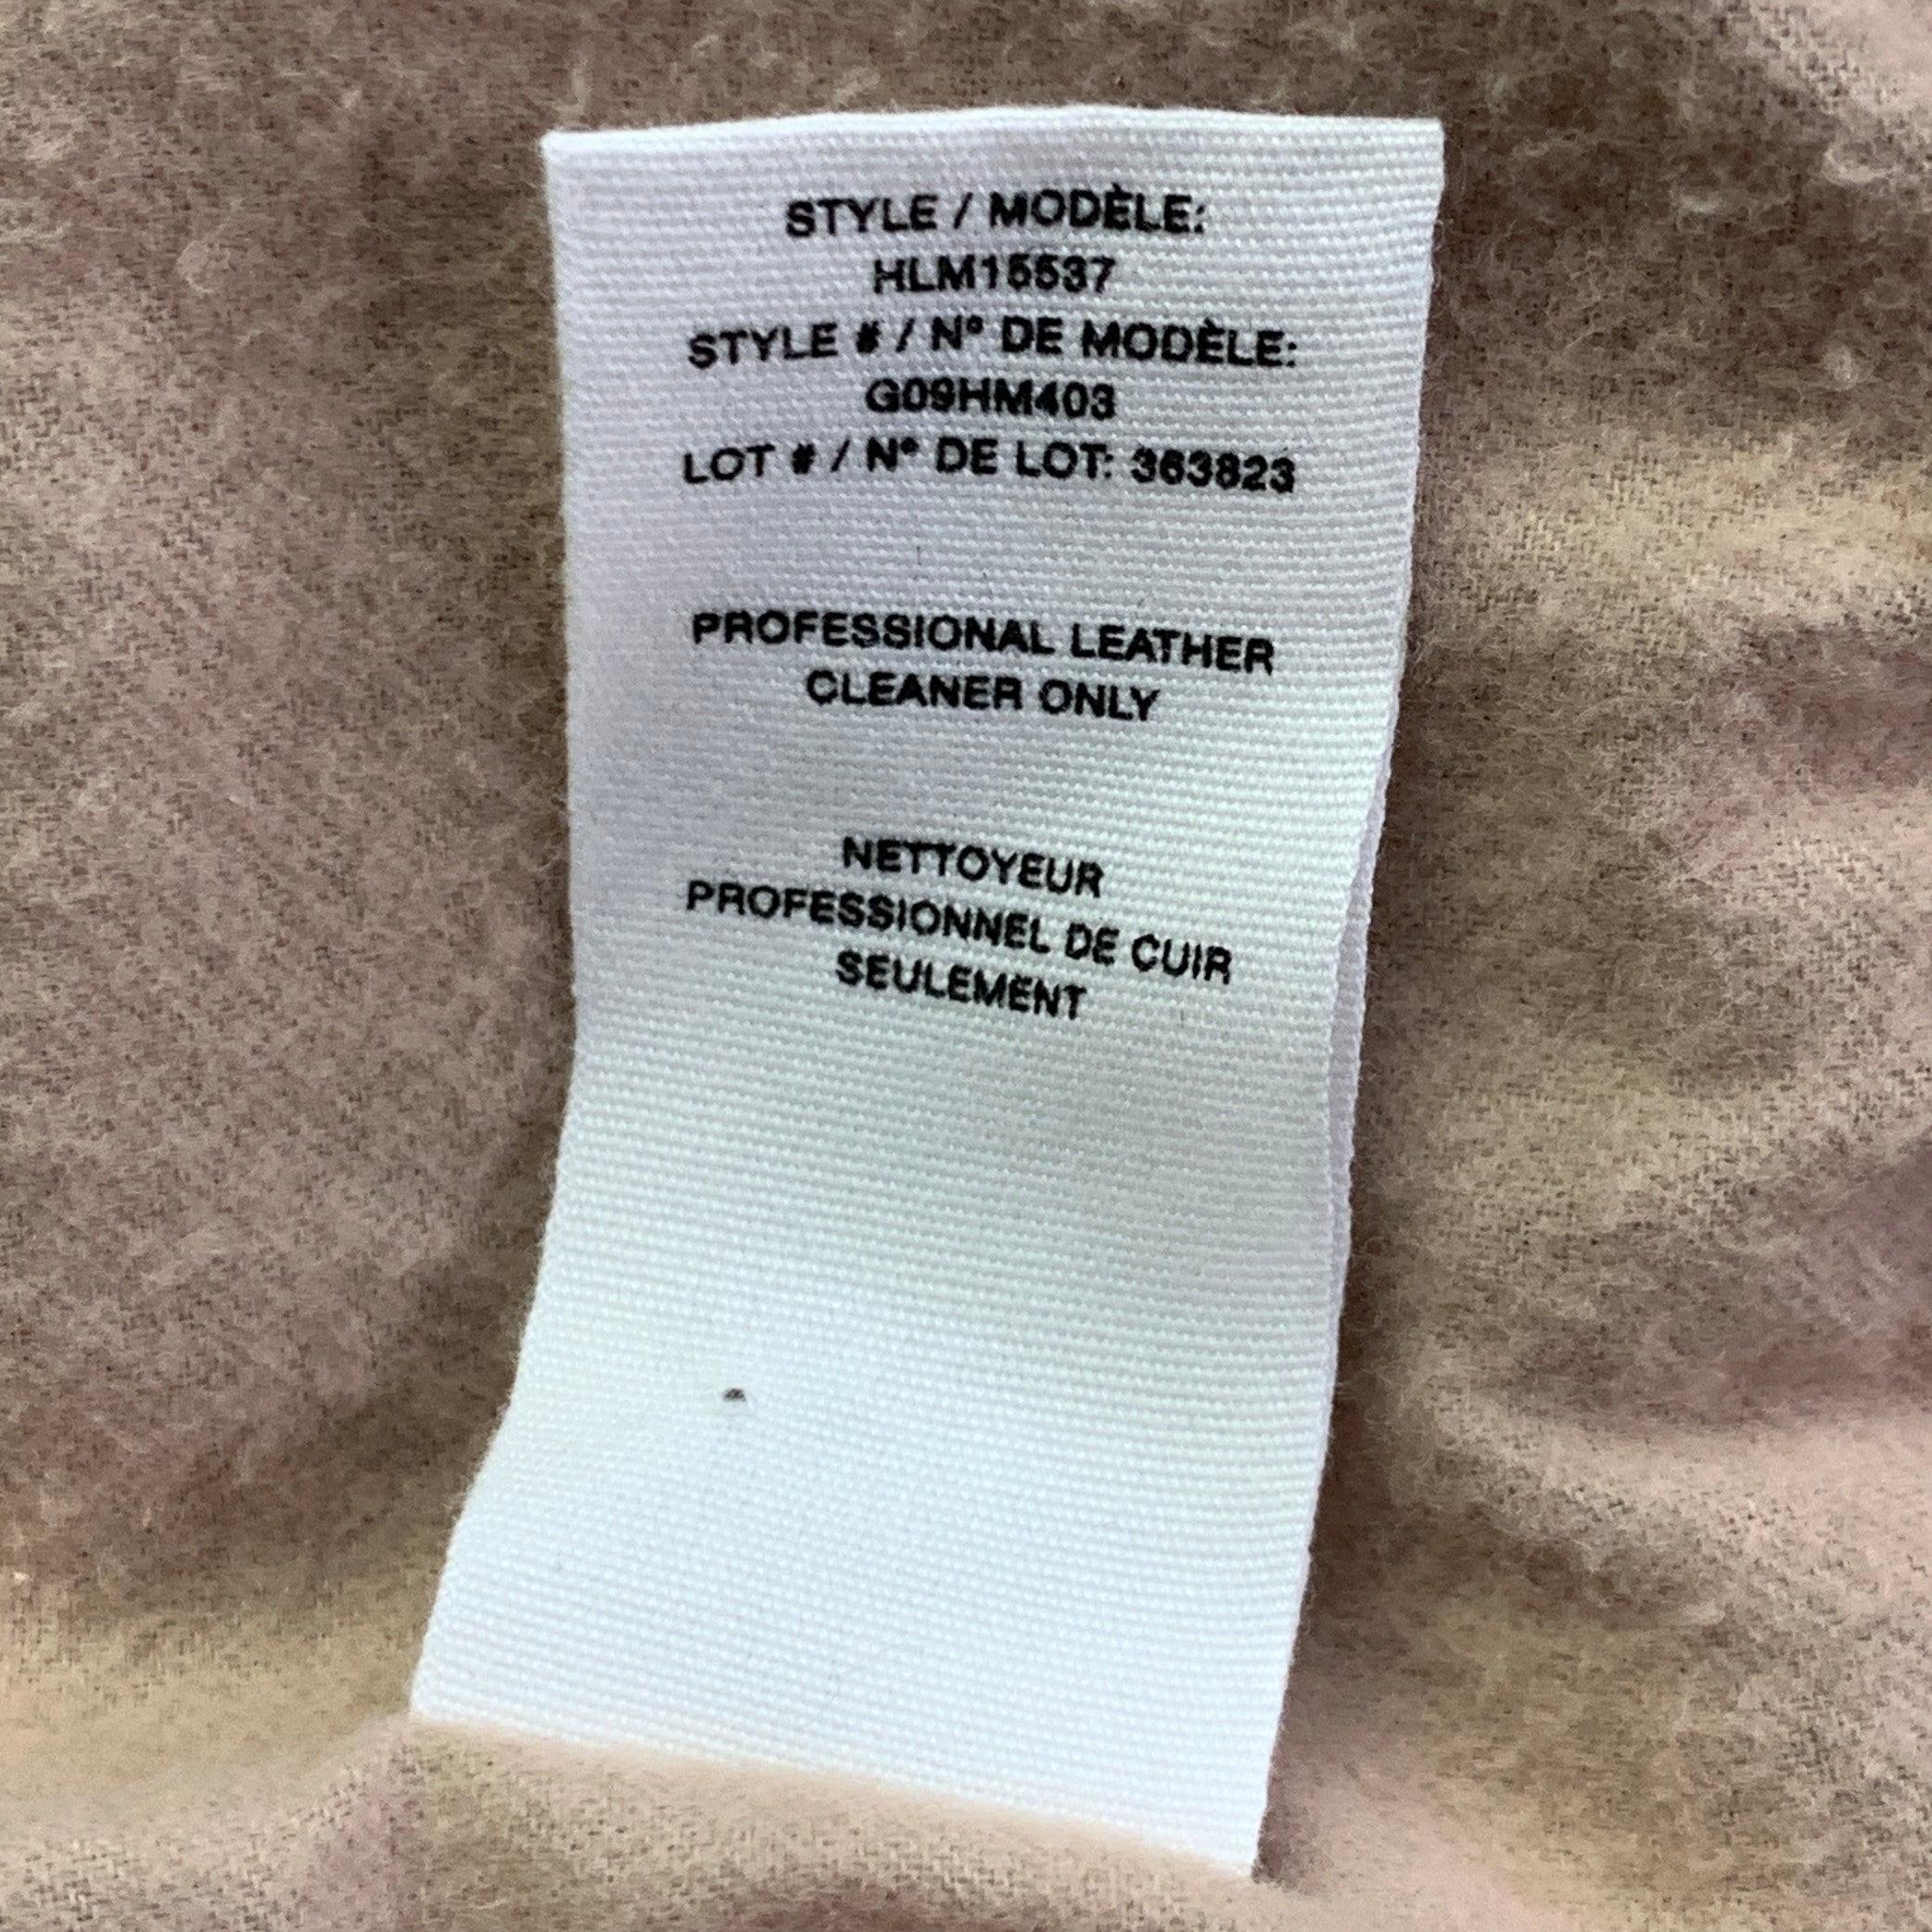 STYLE / MODÈLE:
HLM15537
STYLE # / N° DE MODÈLE:
G09HM403
LOT # / N° DE LOT: 363823
PROFESSIONAL LEATHER
CLEANER ONLY
NETTOYEUR
PROFESSIONNEL DE CUIR
SEULEMENT